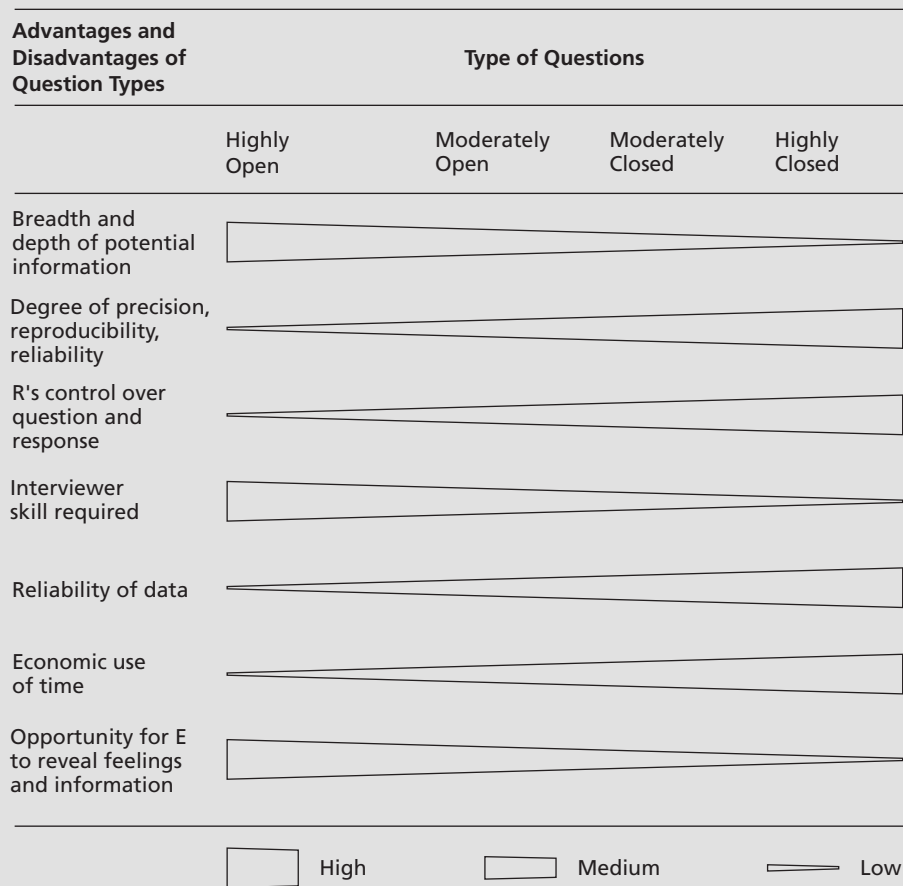 Advantages and
Disadvantages of
Question Types
Type of Questions
Highly
Open
Moderately
Open
Moderately
Closed
Highly
Closed
Breadth and
depth of potential
information
Degree of precision,
reproducibility,
reliability
R's control over
question and
response
Interviewer
skill required
Reliability of data
Economic use
of time
Opportunity for E
to reveal feelings
and information
High
Medium
Low